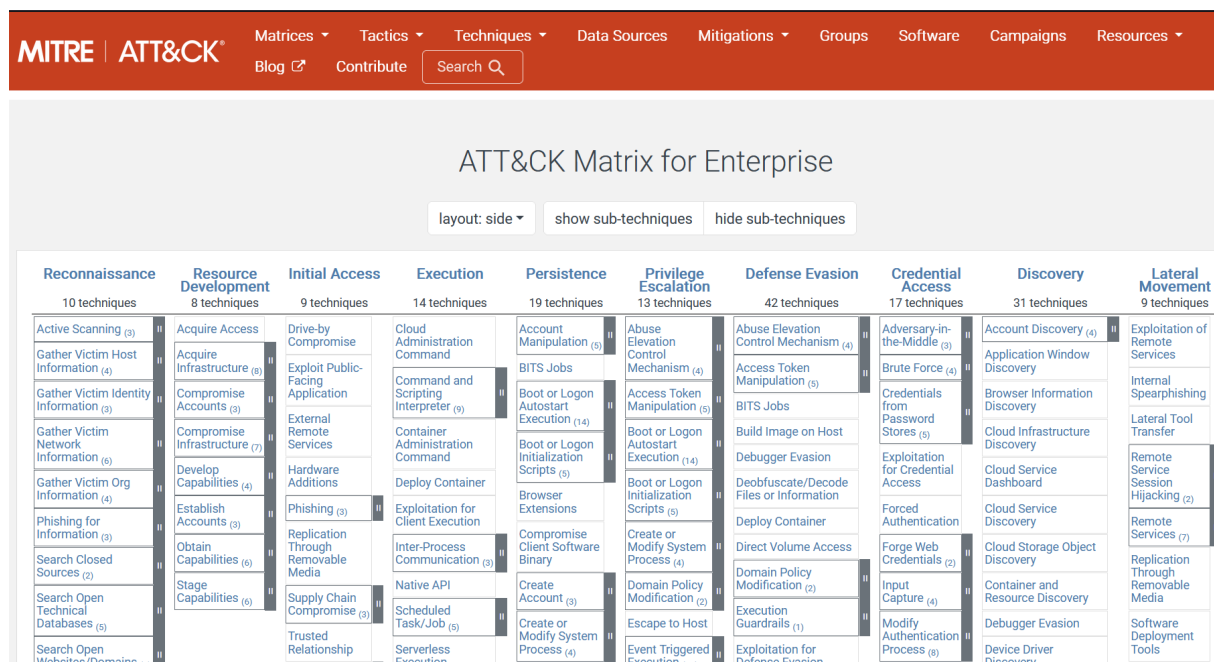 MITRE | ATT&CK®
Matrices
Tactics
Techniques
Data Sources
Mitigations
Groups
Software
Campaigns
Resources
Blog
Contribute
Search
ATT&CK Matrix for Enterprise
layout: side
show sub-techniques
hide sub-techniques
Reconnaissance
10 techniques
Active Scanning (3)
Gather Victim Host
Information (4)
Gather Victim Identity
Information (3)
Gather Victim
Network
Information (6)
Gather Victim Org
Information (4)
Phishing for
Information (3)
Search Closed
Sources (2)
Search Open
Technical
Databases (5)
Search Open
Websites/Domains
Resource
Development
8 techniques
Acquire Access
Acquire
Infrastructure (8)
Compromise
Accounts (3)
Compromise
Infrastructure (7)
Develop
Capabilities (4)
Establish
Accounts (3)
Obtain
Capabilities (6)
Stage
Capabilities (6)
Initial Access
9 techniques
Drive-by
Compromise
Exploit Public-
Facing
Application
External
Remote
Services
Hardware
Additions
Phishing (3)
Replication
Through
Removable
Media
Supply Chain
Compromise (3)
Trusted
Relationship
Execution
14 techniques
Cloud
Administration
Command
Command and
Scripting
Interpreter (9)
Container
Administration
Command
Deploy Container
Exploitation for
Client Execution
Inter-Process
Communication (3)
Native API
Scheduled
Task/Job (5)
Serverless
Execution
Persistence
19 techniques
Account
Manipulation (5)
BITS Jobs
Boot or Logon
Autostart
Execution (14)
Boot or Logon
Initialization
Scripts (5)
Browser
Extensions
Compromise
Client Software
Binary
Create
Account (3)
Create or
Modify System
Process (4)
Privilege
Escalation
13 techniques
Abuse
Elevation
Control
Mechanism (4)
Access Token
Manipulation (5)
Boot or Logon
Autostart
Execution (14)
Boot or Logon
Initialization
Scripts (5)
Create or
Modify System
Process (4)
Domain Policy
Modification (2)
Escape to Host
Event Triggered
Execution
Defense Evasion
42 techniques
Abuse Elevation
Control Mechanism (4)
Access Token
Manipulation (5)
BITS Jobs
Build Image on Host
Debugger Evasion
Deobfuscate/Decode
Files or Information
Deploy Container
Direct Volume Access
Domain Policy
Modification (2)
Execution
Guardrails (1)
Exploitation for
Defense Evasion
Credential
Access
17 techniques
Adversary-in-
the-Middle (3)
Brute Force (4)
Credentials
from
Password
Stores (5)
Exploitation
for Credential
Access
Forced
Authentication
Forge Web
Credentials (2)
Input
Capture (4)
Modify
Authentication
Process (8)
Discovery
31 techniques
Account Discovery (4)
Application Window
Discovery
Browser Information
Discovery
Cloud Infrastructure
Discovery
Cloud Service
Dashboard
Cloud Service
Discovery
Cloud Storage Object
Discovery
Container and
Resource Discovery
Debugger Evasion
Device Driver
Discovery
Lateral
Movement
9 techniques
Exploitation of
Remote
Services
Internal
Spearphishing
Lateral Tool
Transfer
Remote
Service
Session
Hijacking (2)
Remote
Services (7)
Replication
Through
Removable
Media
Software
Deployment
Tools